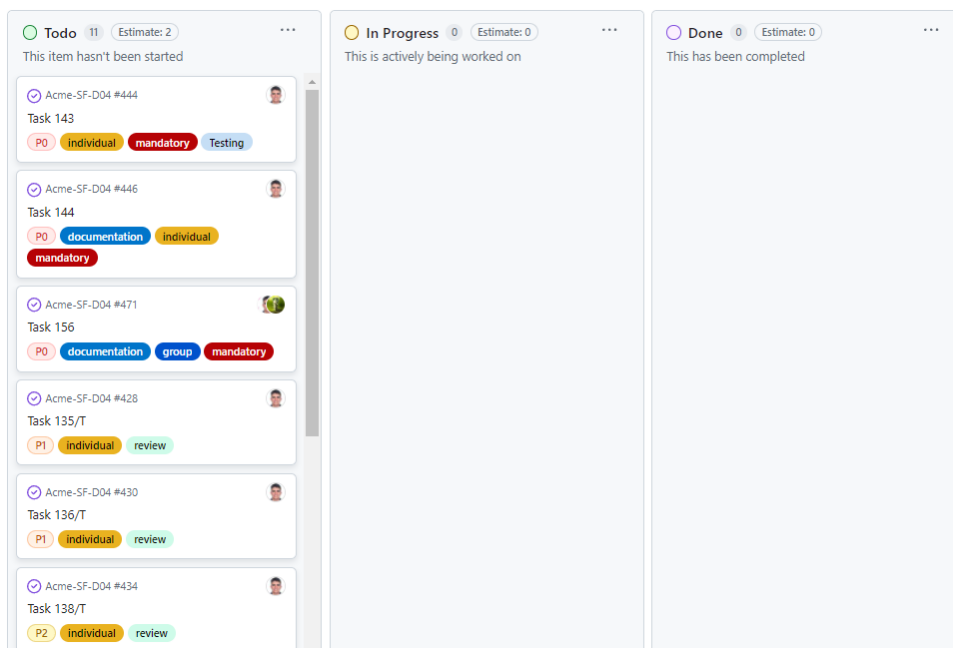 Todo 11 Estimate: 2 ...
This item hasn't been started
Acme-SF-D04 #444
Task 143
P0 individual mandatory Testing
Acme-SF-D04 #446
Task 144
P0 documentation individual
mandatory
Acme-SF-D04 #471
Task 156
P0 documentation group mandatory
Acme-SF-D04 #428
Task 135/T
P1 individual review
Acme-SF-D04 #430
Task 136/T
P1 individual review
Acme-SF-D04 #434
Task 138/T
P2 individual review
In Progress 0 Estimate: 0 ...
This is actively being worked on
Done 0 Estimate: 0 ...
This has been completed